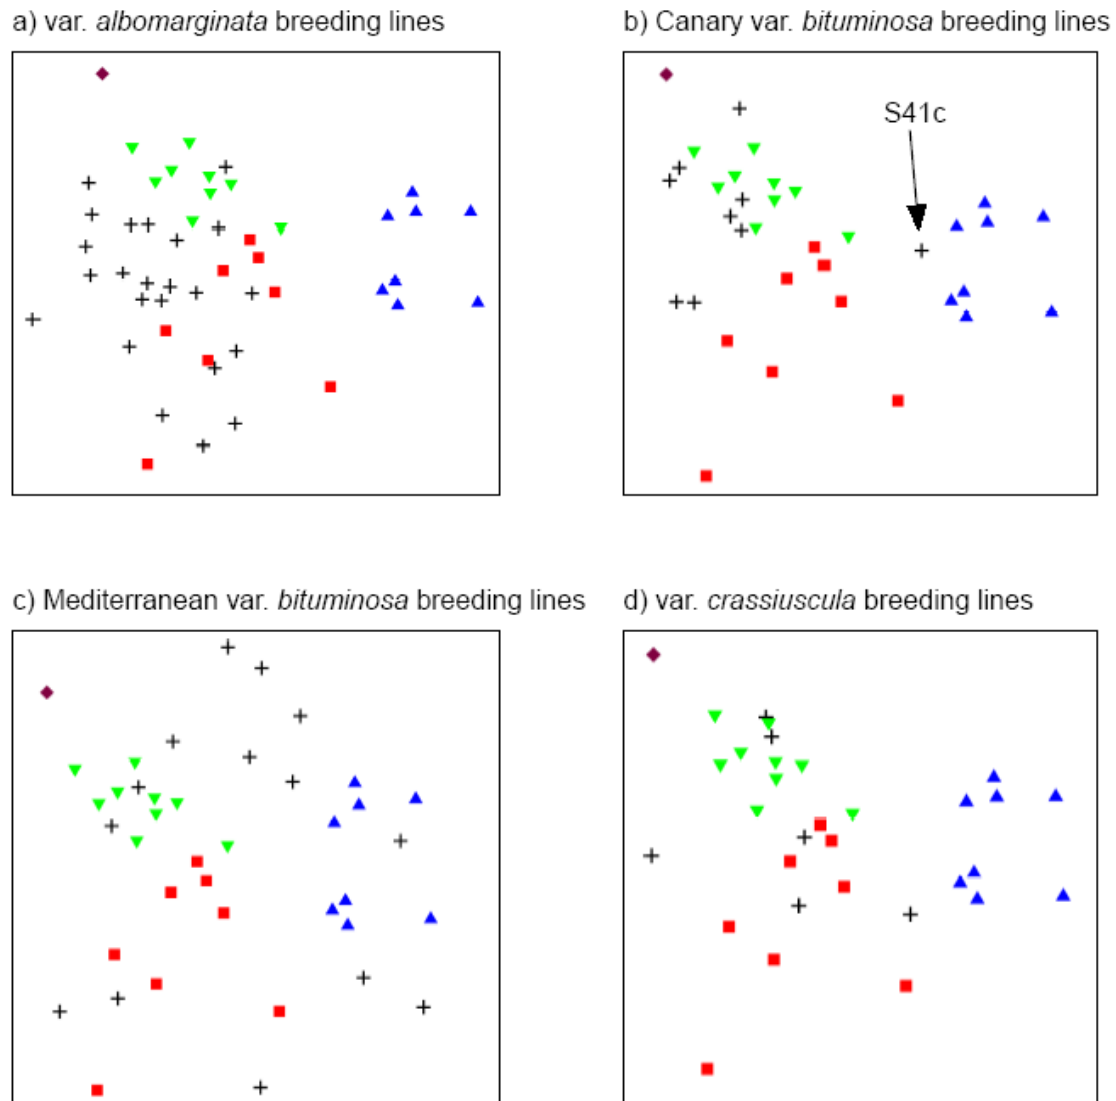 a) var. albomarginata breeding lines
b) Canary var. bituminosa breeding lines
S41c
c) Mediterranean var. bituminosa breeding lines
d) var. crassiuscula breeding lines